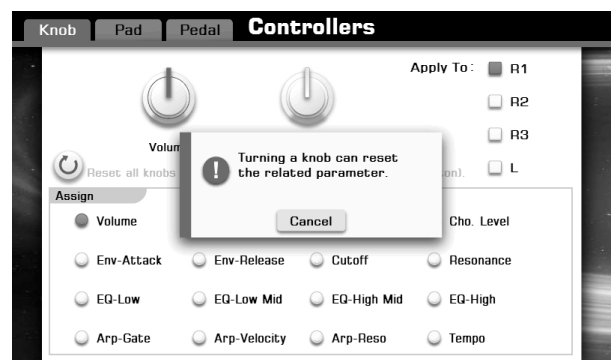 Knob Pad Pedal Controllers
Apply To: R1
R2
R3
L
Volum
Reset all knobs
ton).
Turning a knob can reset
the related parameter.
Cancel
Assign
Volume Cho. Level
Env-Attack Env-Release Cutoff Resonance
EQ-Low EQ-Low Mid EQ-High Mid EQ-High
Arp-Gate Arp-Velocity Arp-Reso Tempo